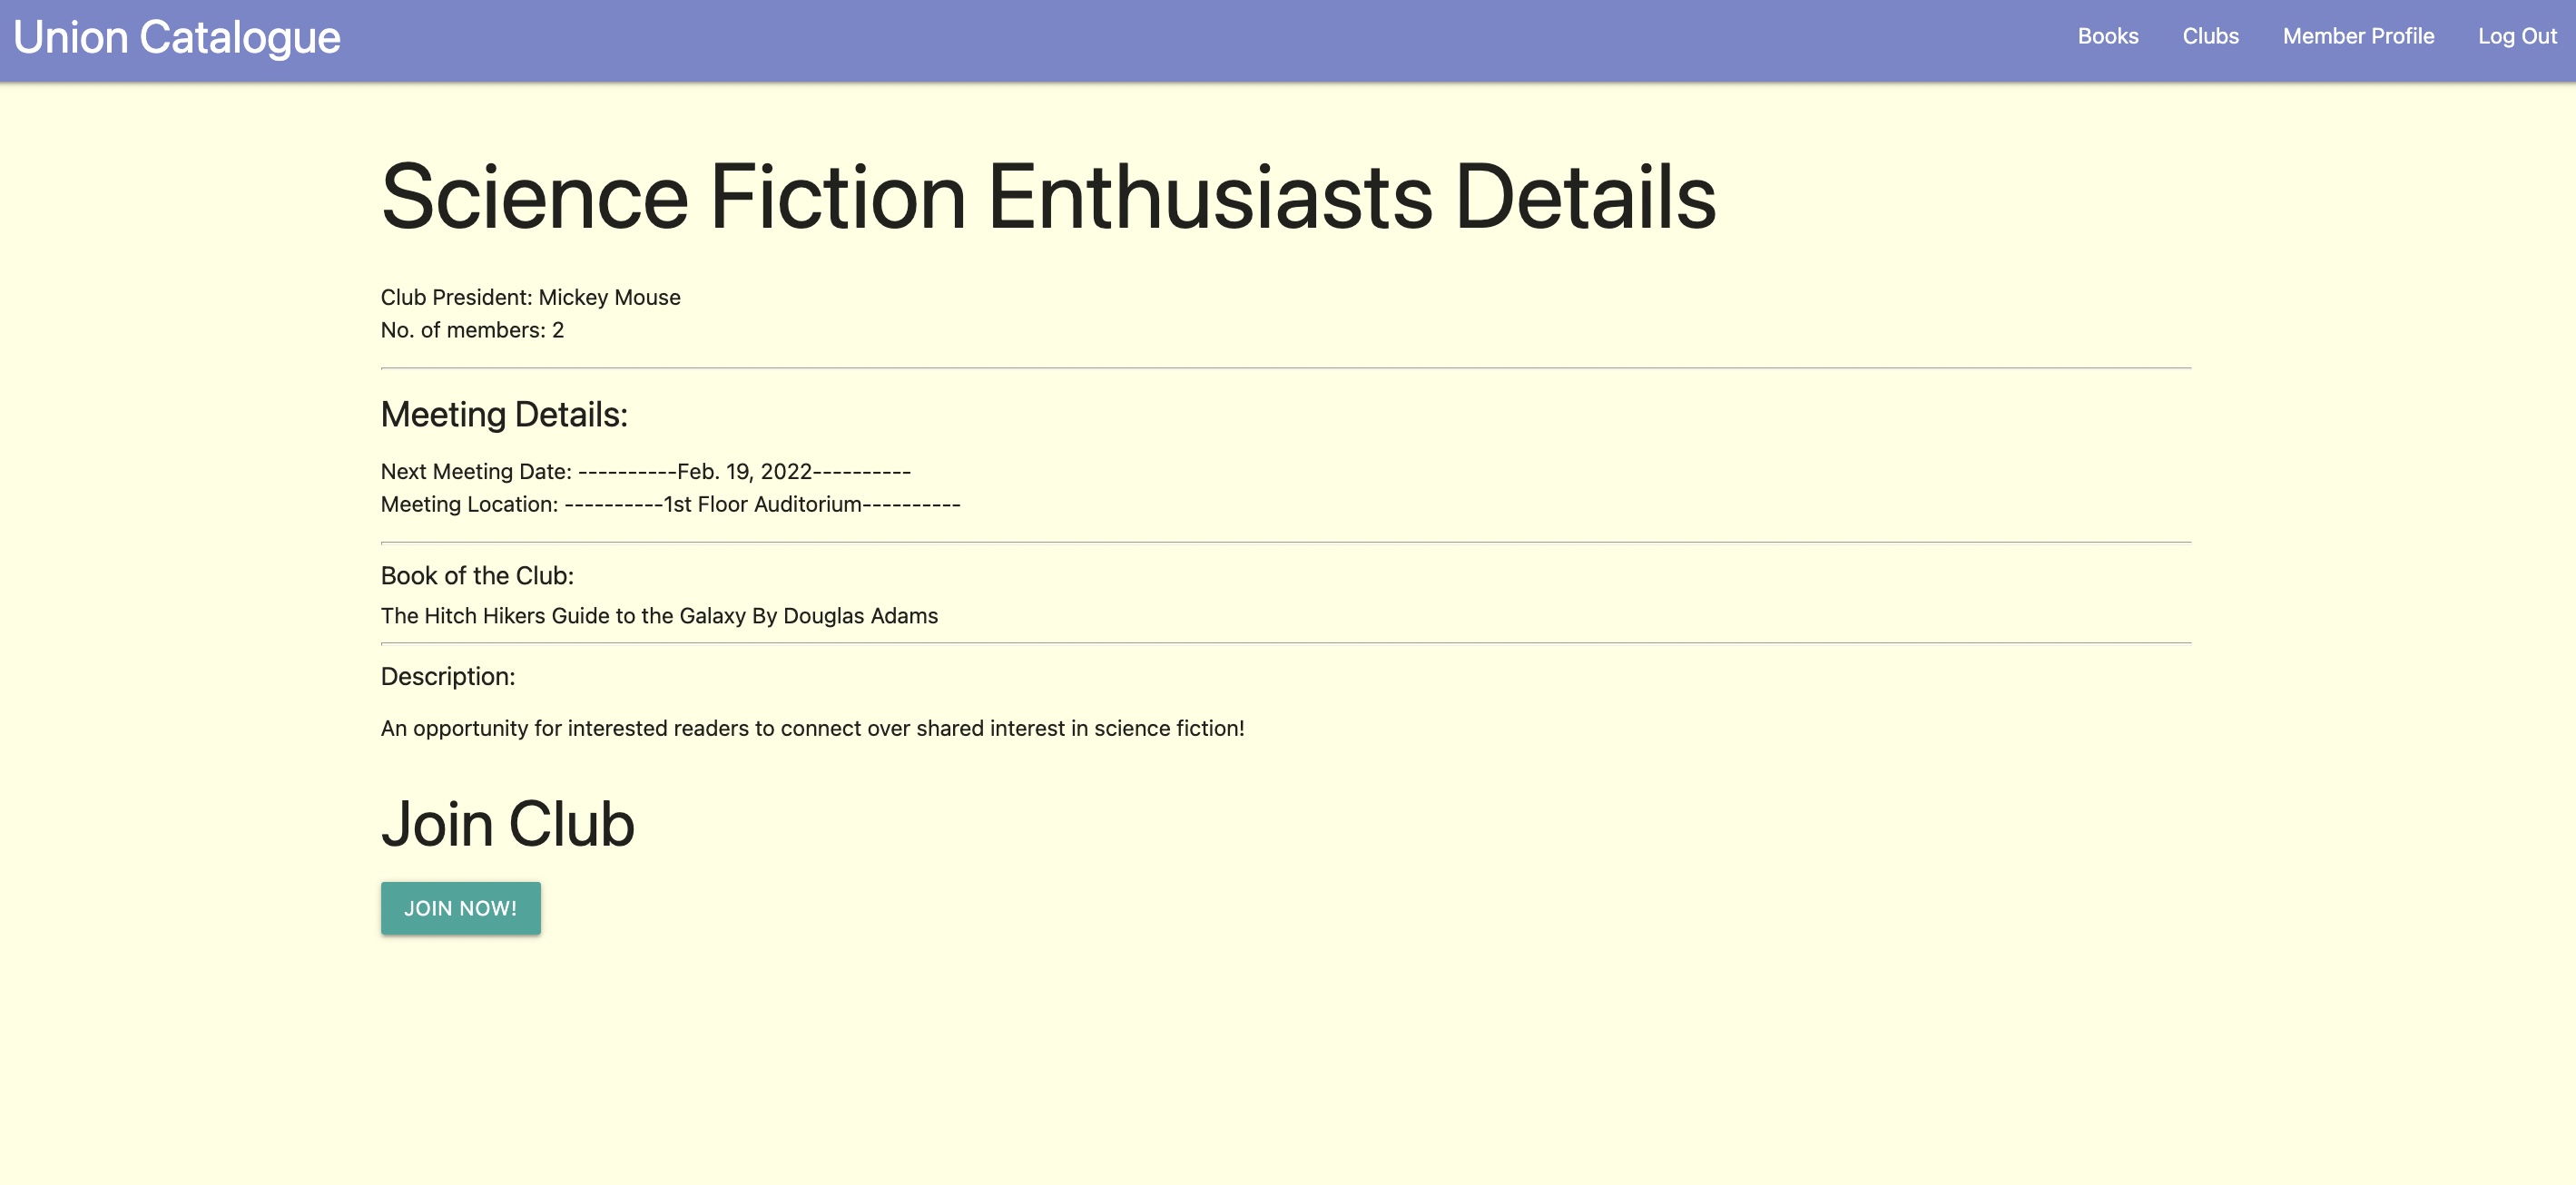 Union Catalogue
Books
Clubs
Member Profile
Log Out
Science Fiction Enthusiasts Details
Club President: Mickey Mouse
No. of members: 2
Meeting Details:
Next Meeting Date: ----------Feb. 19, 2022----------
Meeting Location: ----------1st Floor Auditorium----------
Book of the Club:
The Hitch Hikers Guide to the Galaxy By Douglas Adams
Description:
An opportunity for interested readers to connect over shared interest in science fiction!
Join Club
JOIN NOW!